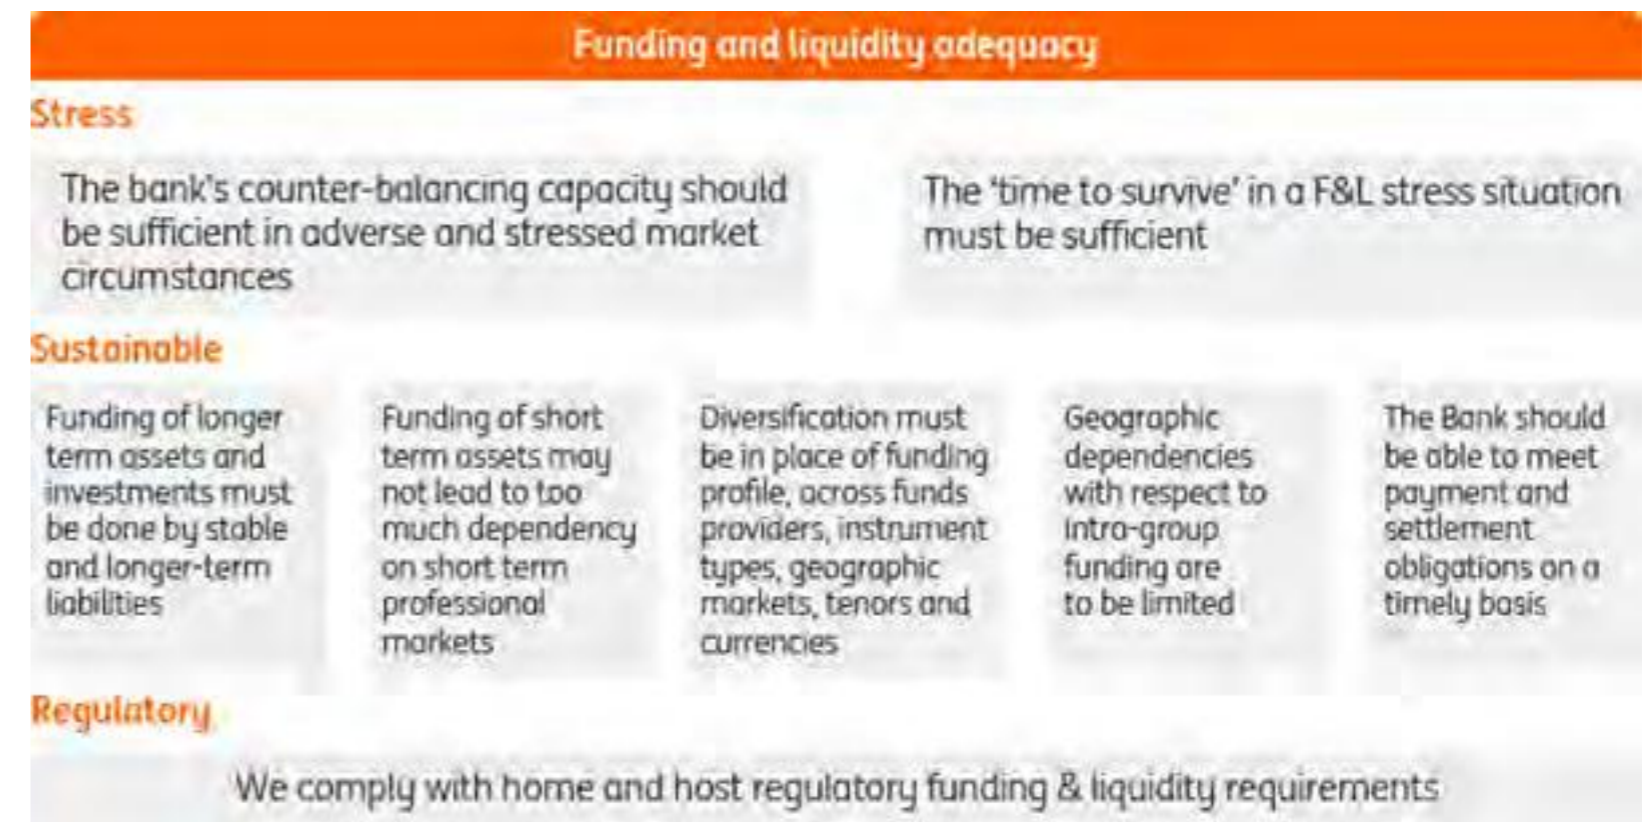 Funding and liquidity adequacy
Stress
The bank's counter-balancing capacity should
be sufficient in adverse and stressed market
circumstances
The 'time to survive' in a F&L stress situation
must be sufficient
Sustainable
Funding of longer
term assets and
investments must
be done by stable
and longer-term
liabilities
Funding of short
term assets may
not lead to too
much dependency
on short term
professional
markets
Diversification must
be in place of funding
profile, across funds
providers, instrument
types, geographic
markets, tenors and
currencies
Geographic
dependencies
with respect to
intra-group
funding are
to be limited
The Bank should
be able to meet
payment and
settlement
obligations on a
timely basis
Regulatory
We comply with home and host regulatory funding & liquidity requirements